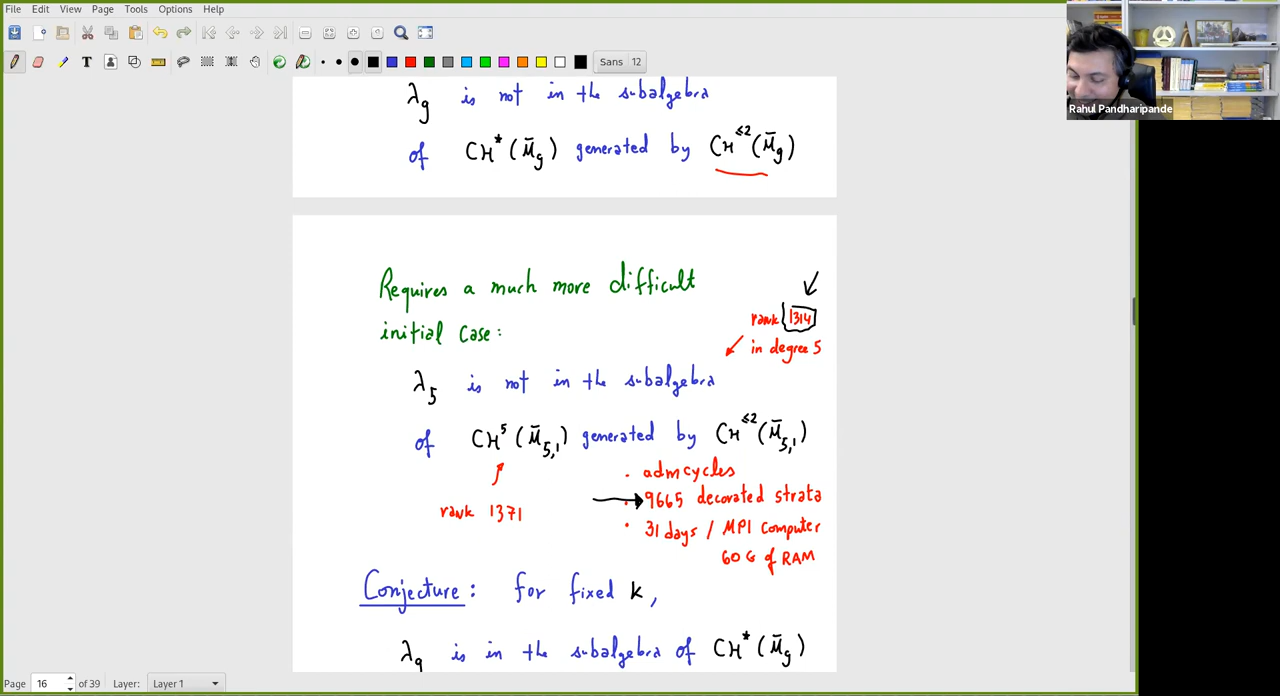 File Edit View Page Tools Options Help
Sans 12
Rahul Pandharipande
λg is not in the subalgebra
of CH*(M̄g) generated by CH≤2(M̄g)
Requires a much more difficult
initial case:
rank 1314
in degree 5
λ5 is not in the subalgebra
of CH5(M̄5,1) generated by CH≤2(M̄5,1)
rank 1371
· admcycles
· 9665 decorated strata
· 31 days / MPI computer
60 G of RAM
Conjecture: for fixed k,
λg is in the subalgebra of CH*(M̄g)
Page 16 of 39 Layer: Layer 1